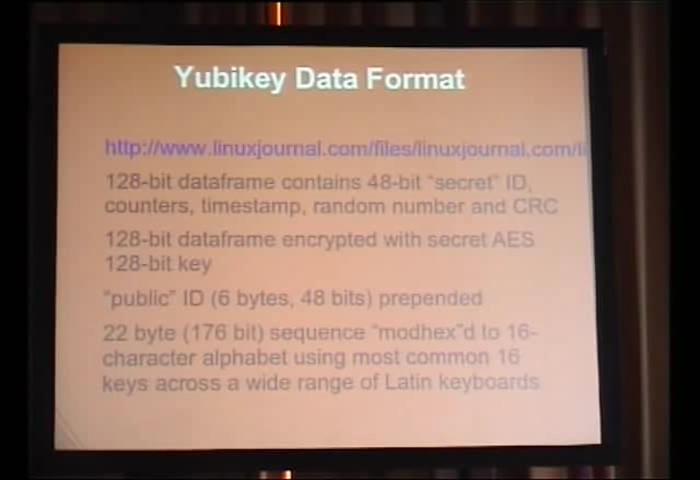 Yubikey Data Format
http://www.linuxjournal.com/files/linuxjournal.com/li
128-bit dataframe contains 48-bit “secret” ID,
counters, timestamp, random number and CRC
128-bit dataframe encrypted with secret AES
128-bit key
“public” ID (6 bytes, 48 bits) prepended
22 byte (176 bit) sequence “modhex”d to 16-
character alphabet using most common 16
keys across a wide range of Latin keyboards